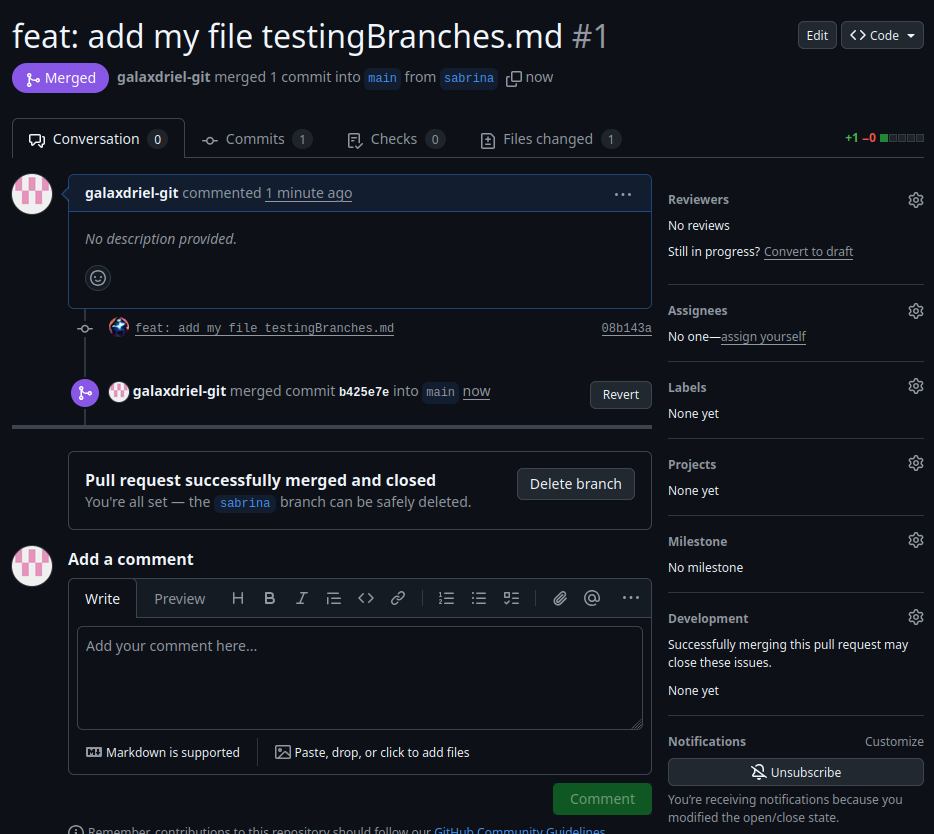 feat: add my file testingBranches.md #1
Edit
<> Code
Merged
galaxdriel-git merged 1 commit into main from sabrina now
Conversation 0
Commits 1
Checks 0
Files changed 1
+1 −0
galaxdriel-git commented 1 minute ago
No description provided.
feat: add my file testingBranches.md
08b143a
galaxdriel-git merged commit b425e7e into main now
Revert
Pull request successfully merged and closed
You're all set — the sabrina branch can be safely deleted.
Delete branch
Add a comment
Write
Preview
H B I
Add your comment here...
Markdown is supported
Paste, drop, or click to add files
Comment
Remember, contributions to this repository should follow our GitHub Community Guidelines.
Reviewers
No reviews
Still in progress? Convert to draft
Assignees
No one—assign yourself
Labels
None yet
Projects
None yet
Milestone
No milestone
Development
Successfully merging this pull request may
close these issues.
None yet
Notifications
Customize
Unsubscribe
You're receiving notifications because you
modified the open/close state.